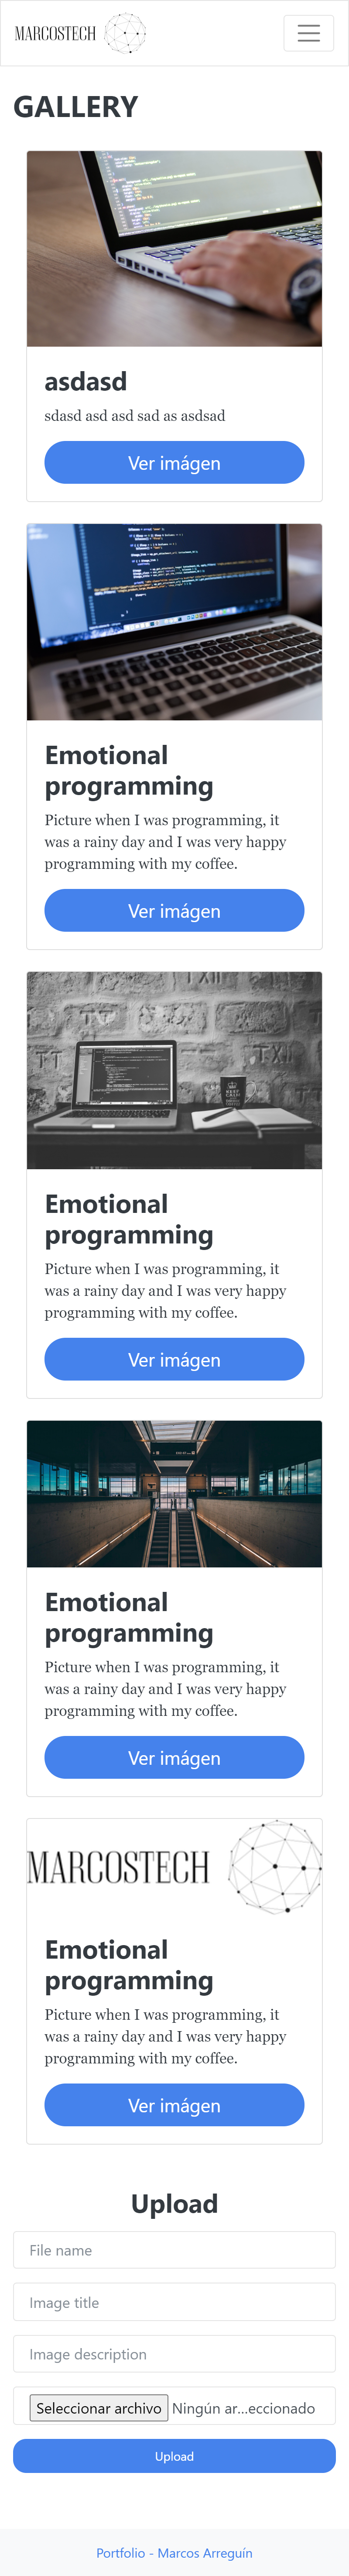 MARCOSTECH
GALLERY
asdasd
sdasd asd asd sad as asdsad
Ver imágen
Emotional
programming
Picture when I was programming, it
was a rainy day and I was very happy
programming with my coffee.
Ver imágen
KEEP
CALM
Emotional
programming
Picture when I was programming, it
was a rainy day and I was very happy
programming with my coffee.
Ver imágen
Emotional
programming
Picture when I was programming, it
was a rainy day and I was very happy
programming with my coffee.
Ver imágen
MARCOSTECH
Emotional
programming
Picture when I was programming, it
was a rainy day and I was very happy
programming with my coffee.
Ver imágen
Upload
File name
Image title
Image description
Seleccionar archivo Ningún ar...eccionado
Upload
Portfolio - Marcos Arreguín